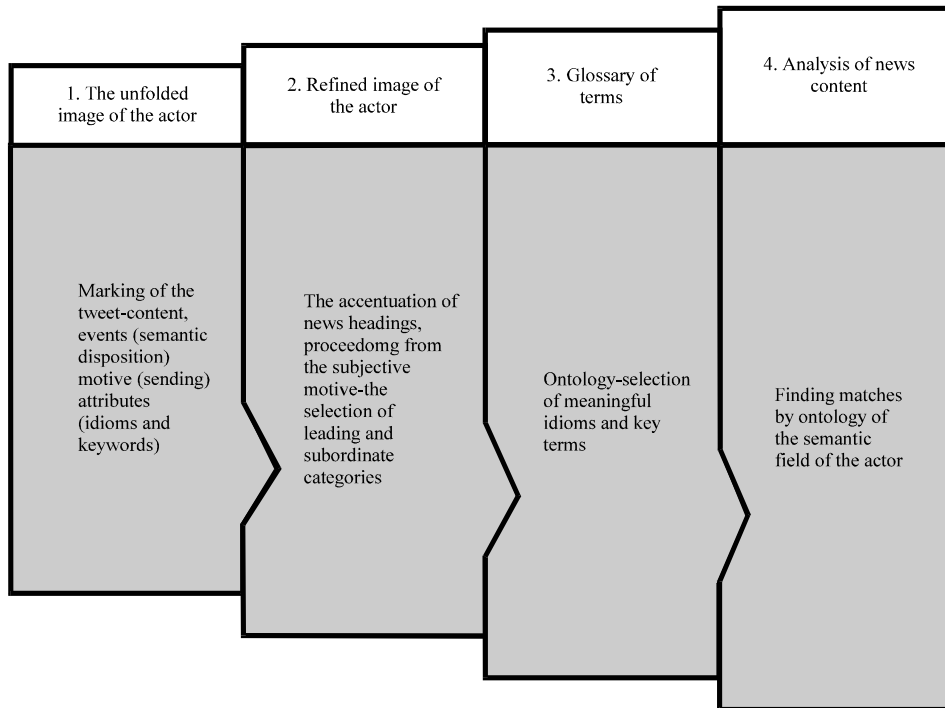 1. The unfolded
image of the actor
2. Refined image of
the actor
3. Glossary of
terms
4. Analysis of news
content
Marking of the
tweet-content,
events (semantic
disposition)
motive (sending)
attributes
(idioms and
keywords)
The accentuation of
news headings,
proceedomg from
the subjective
motive-the
selection of
leading and
subordinate
categories
Ontology-selection
of meaningful
idioms and key
terms
Finding matches
by ontology of
the semantic
field of the actor